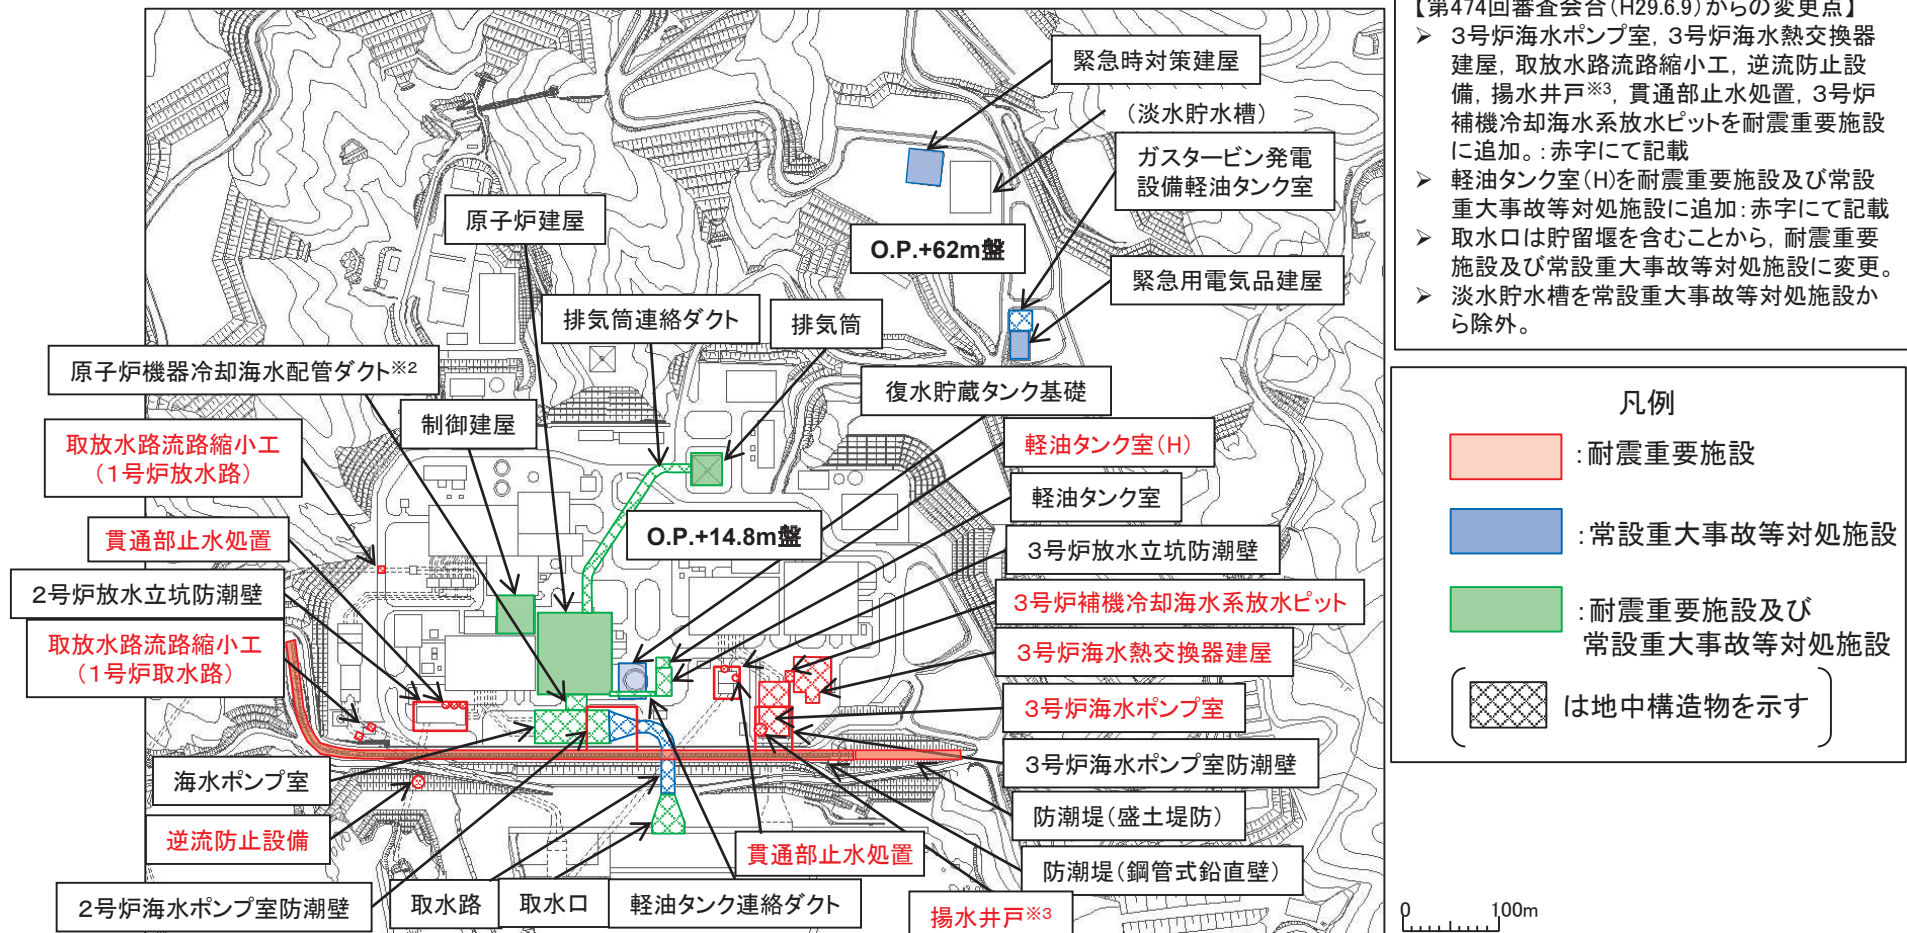 【第474回審査会合(H29.6.9)からの変更点】
➢ 3号炉海水ポンプ室, 3号炉海水熱交換器
建屋, 取放水路流路縮小工, 逆流防止設
備, 揚水井戸※3, 貫通部止水処置, 3号炉
補機冷却海水系放水ピットを耐震重要施設
に追加。:赤字にて記載
➢ 軽油タンク室(H)を耐震重要施設及び常設
重大事故等対処施設に追加:赤字にて記載
➢ 取水口は貯留堰を含むことから, 耐震重要
施設及び常設重大事故等対処施設に変更。
➢ 淡水貯水槽を常設重大事故等対処施設か
ら除外。
凡例
:耐震重要施設
:常設重大事故等対処施設
:耐震重要施設及び
常設重大事故等対処施設
は地中構造物を示す
緊急時対策建屋
(淡水貯水槽)
ガスタービン発電
設備軽油タンク室
原子炉建屋
O.P.+62m盤
緊急用電気品建屋
排気筒連絡ダクト
排気筒
原子炉機器冷却海水配管ダクト※2
復水貯蔵タンク基礎
制御建屋
取放水路流路縮小工
(1号炉放水路)
軽油タンク室(H)
軽油タンク室
O.P.+14.8m盤
貫通部止水処置
3号炉放水立坑防潮壁
2号炉放水立坑防潮壁
3号炉補機冷却海水系放水ピット
取放水路流路縮小工
(1号炉取水路)
3号炉海水熱交換器建屋
3号炉海水ポンプ室
海水ポンプ室
3号炉海水ポンプ室防潮壁
防潮堤(盛土堤防)
逆流防止設備
貫通部止水処置
防潮堤(鋼管式鉛直壁)
2号炉海水ポンプ室防潮壁
取水路
取水口
軽油タンク連絡ダクト
揚水井戸※3
0 100m